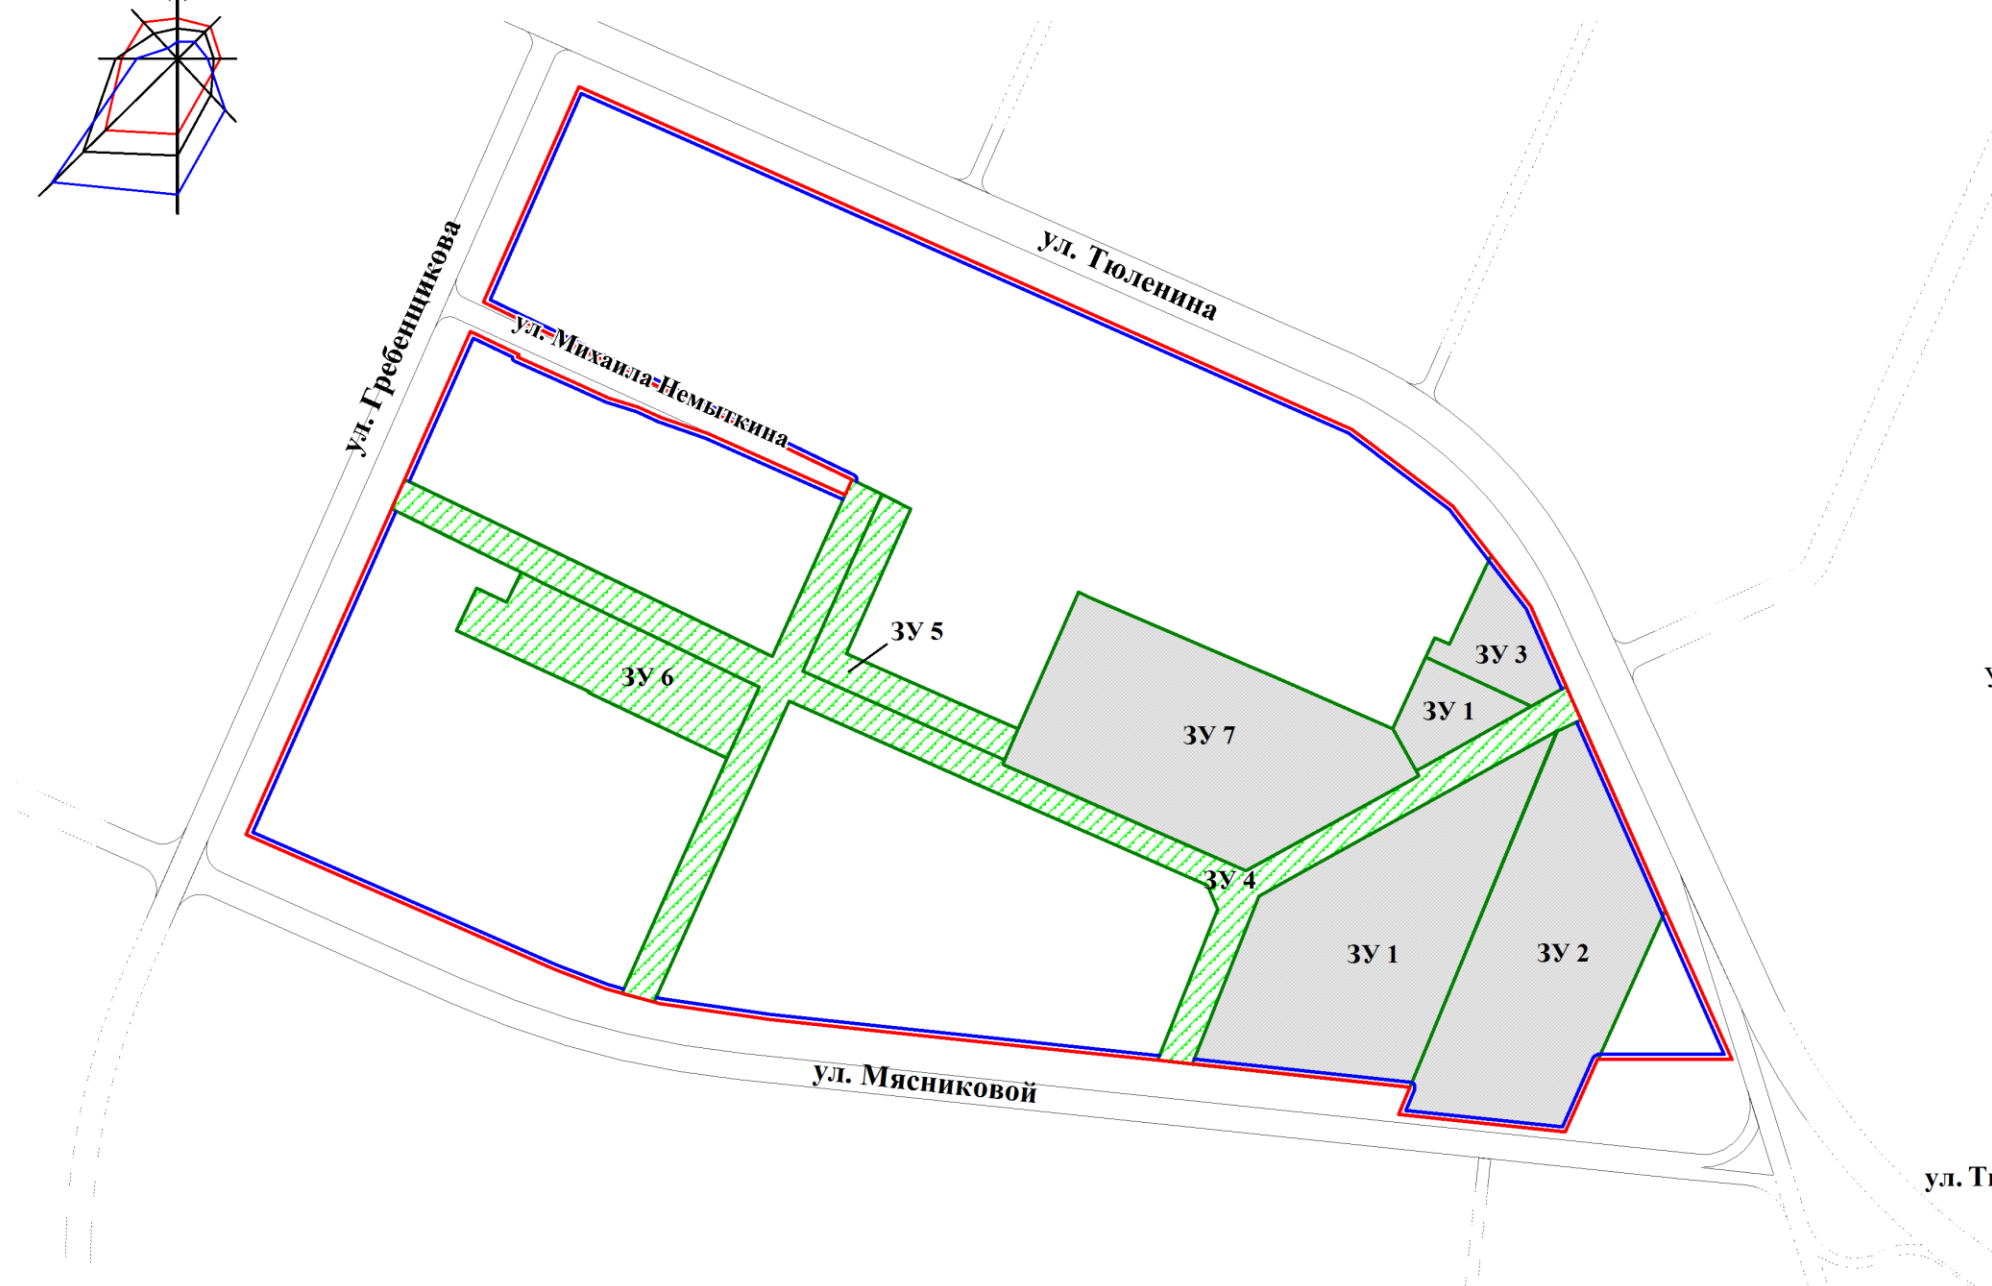 ул. Тюленина
ул. Гребенщикова
ул. Михаила Немыткина
ЗУ 5
ЗУ 3
ЗУ 6
ЗУ 1
ЗУ 7
ЗУ 4
ЗУ 1
ЗУ 2
ул. Мясниковой